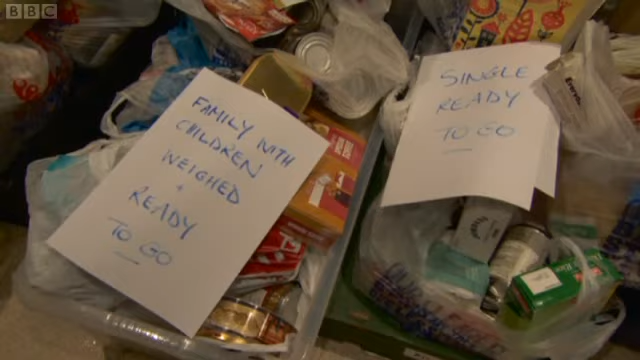 BBC
FAMILY WITH
CHILDREN
+
WEIGHED
READY
TO GO
SINGLE
READY
TO GO